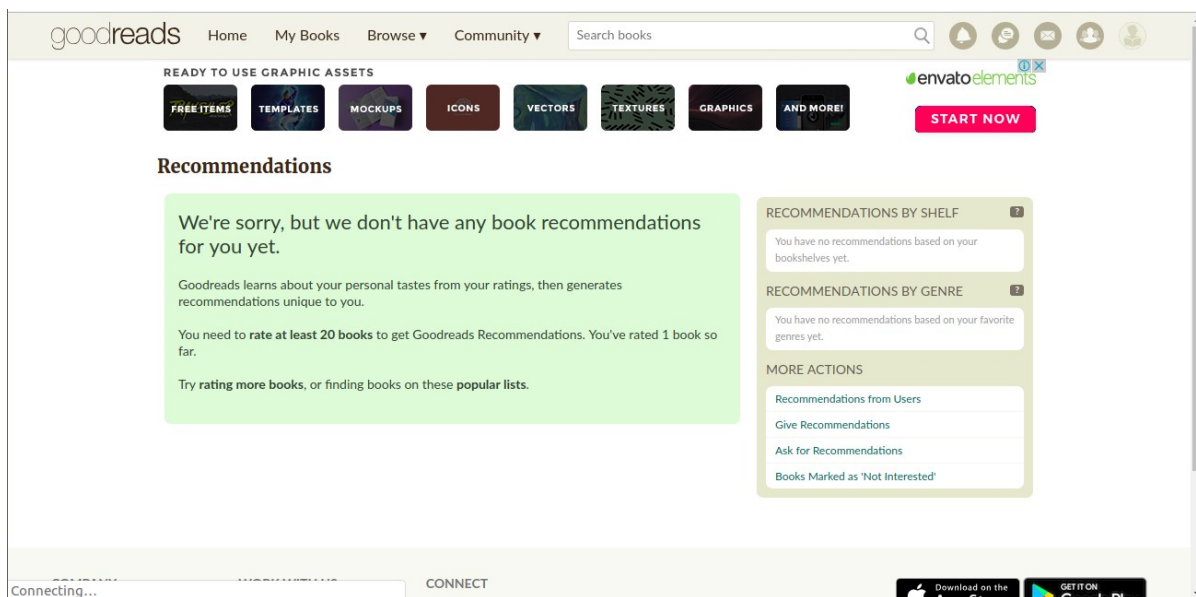 goodreads Home My Books Browse ▾ Community ▾ Search books
READY TO USE GRAPHIC ASSETS
FREE ITEMS TEMPLATES MOCKUPS ICONS VECTORS TEXTURES GRAPHICS AND MORE!
envatoelements
START NOW
Recommendations
We're sorry, but we don't have any book recommendations
for you yet.
Goodreads learns about your personal tastes from your ratings, then generates
recommendations unique to you.
You need to rate at least 20 books to get Goodreads Recommendations. You've rated 1 book so
far.
Try rating more books, or finding books on these popular lists.
RECOMMENDATIONS BY SHELF ?
You have no recommendations based on your
bookshelves yet.
RECOMMENDATIONS BY GENRE ?
You have no recommendations based on your favorite
genres yet.
MORE ACTIONS
Recommendations from Users
Give Recommendations
Ask for Recommendations
Books Marked as 'Not Interested'
CONNECT
Download on the
GET IT ON
Connecting...